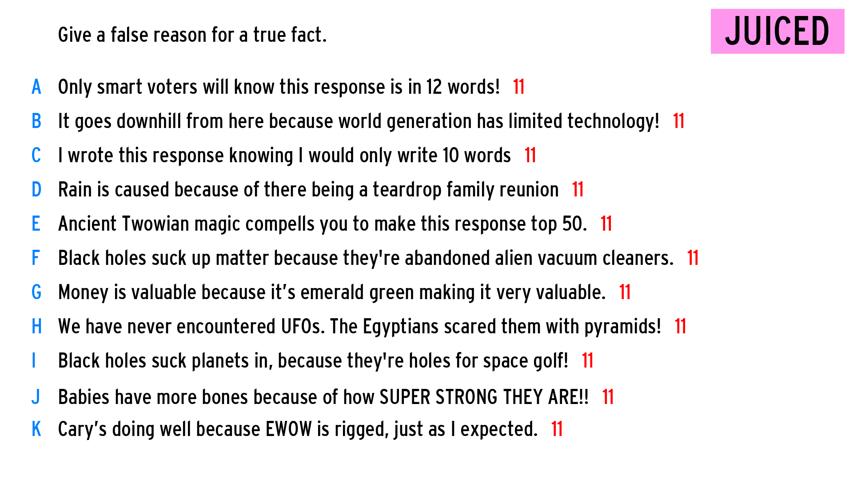 Give a false reason for a true fact.
JUICED
A Only smart voters will know this response is in 12 words! 11
B It goes downhill from here because world generation has limited technology! 11
C I wrote this response knowing I would only write 10 words 11
D Rain is caused because of there being a teardrop family reunion 11
E Ancient Twowian magic compells you to make this response top 50. 11
F Black holes suck up matter because they're abandoned alien vacuum cleaners. 11
G Money is valuable because it’s emerald green making it very valuable. 11
H We have never encountered UFOs. The Egyptians scared them with pyramids! 11
I Black holes suck planets in, because they're holes for space golf! 11
J Babies have more bones because of how SUPER STRONG THEY ARE!! 11
K Cary’s doing well because EWOW is rigged, just as I expected. 11